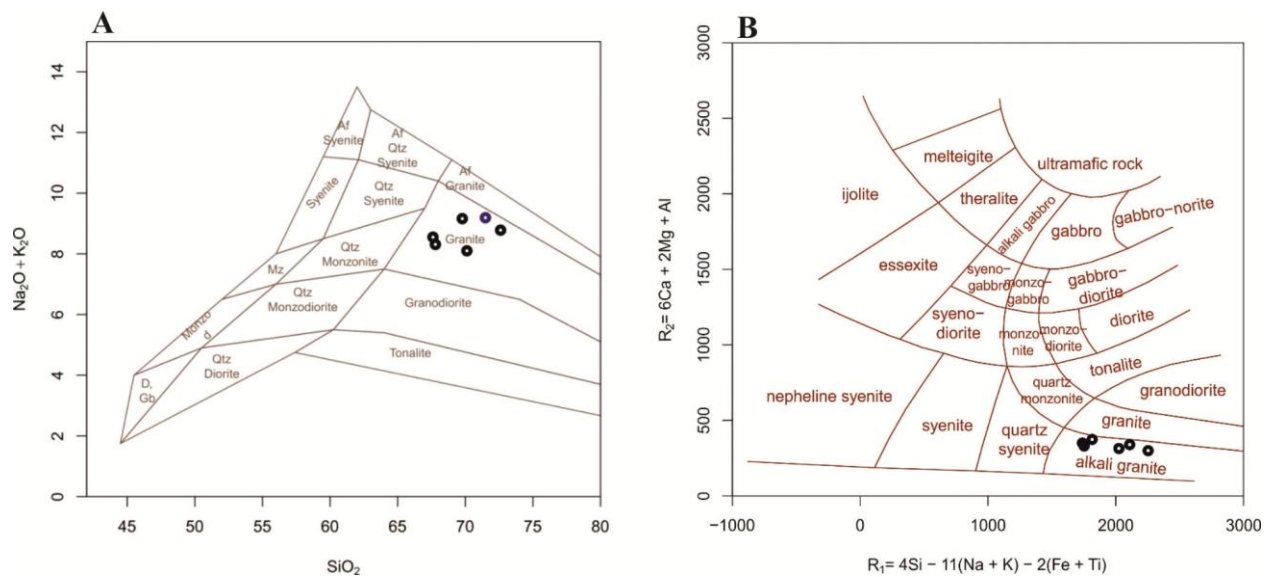 A
14
12
10
8
6
4
2
0
Na₂O + K₂O
45 50 55 60 65 70 75 80
SiO₂
Af
Syenite
Af
Qtz
Syenite
Af
Granite
Syenite
Qtz
Syenite
Granite
Mz
Qtz
Monzonite
Monzo
d
Qtz
Monzodiorite
Granodiorite
D,
Gb
Qtz
Diorite
Tonalite
B
3000
2500
2000
1500
1000
500
0
R₂= 6Ca + 2Mg + Al
−1000 0 1000 2000 3000
R₁= 4Si − 11(Na + K) − 2(Fe + Ti)
melteigite
ultramafic rock
ijolite
theralite
alkali gabbro
gabbro
gabbro-norite
essexite
syeno-
gabbro
monzo-
gabbro
gabbro-
diorite
syeno-
diorite
monzo-
nite
monzo-
diorite
diorite
tonalite
nepheline syenite
quartz
monzonite
granodiorite
syenite
quartz
syenite
granite
alkali granite